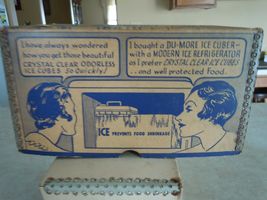 I have always wondered
how you get those beautiful
CRYSTAL CLEAR ODORLESS
ICE CUBES So Quickly!
I bought a DU-MORE ICE CUBER-
with a MODERN ICE REFRIGERATOR
as I prefer CRYSTAL CLEAR ICE CUBES
...and well protected food.
ICE PREVENTS FOOD SHRINKAGE